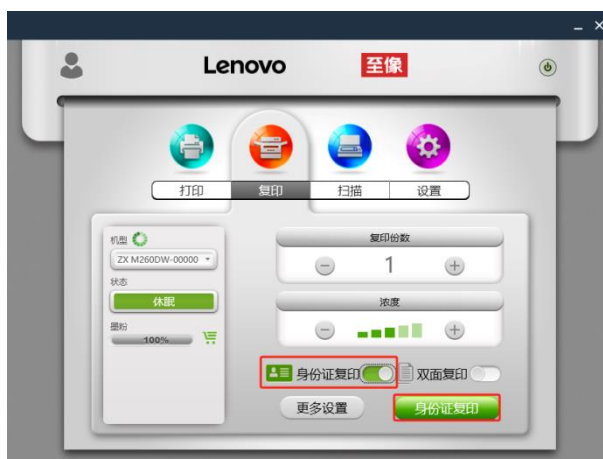 Lenovo 至像
打印 复印 扫描 设置
机型
ZX M260DW-00000
状态
休眠
墨粉
100%
复印份数
1
浓度
身份证复印 双面复印
更多设置 身份证复印